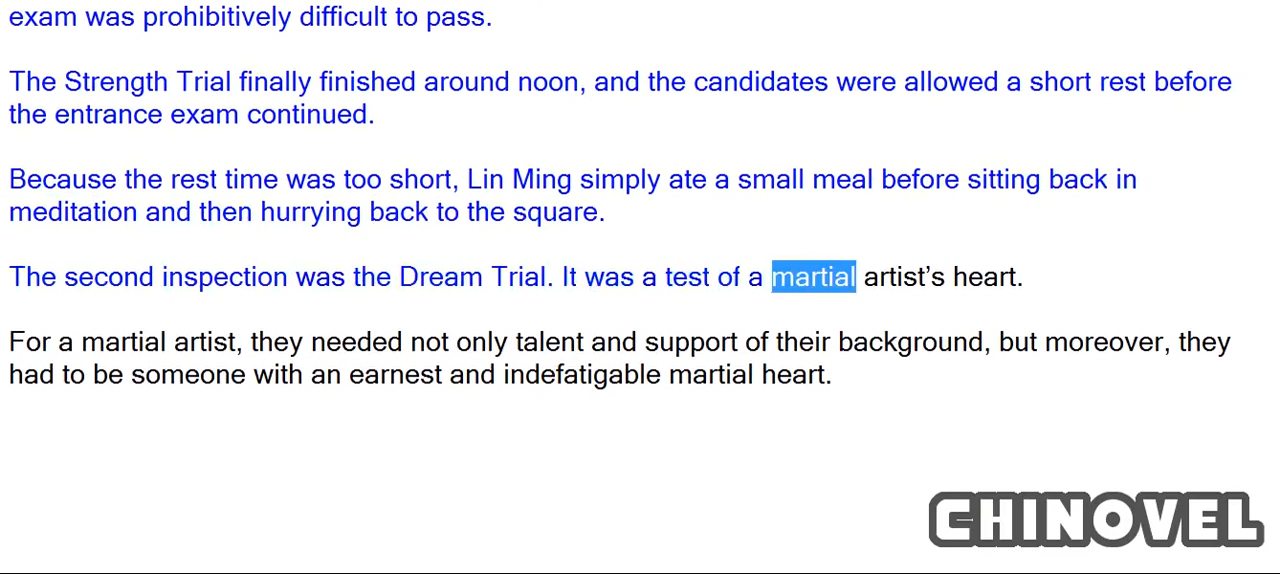 exam was prohibitively difficult to pass.
The Strength Trial finally finished around noon, and the candidates were allowed a short rest before
the entrance exam continued.
Because the rest time was too short, Lin Ming simply ate a small meal before sitting back in
meditation and then hurrying back to the square.
The second inspection was the Dream Trial. It was a test of a martial artist’s heart.
For a martial artist, they needed not only talent and support of their background, but moreover, they
had to be someone with an earnest and indefatigable martial heart.
CHINOVEL